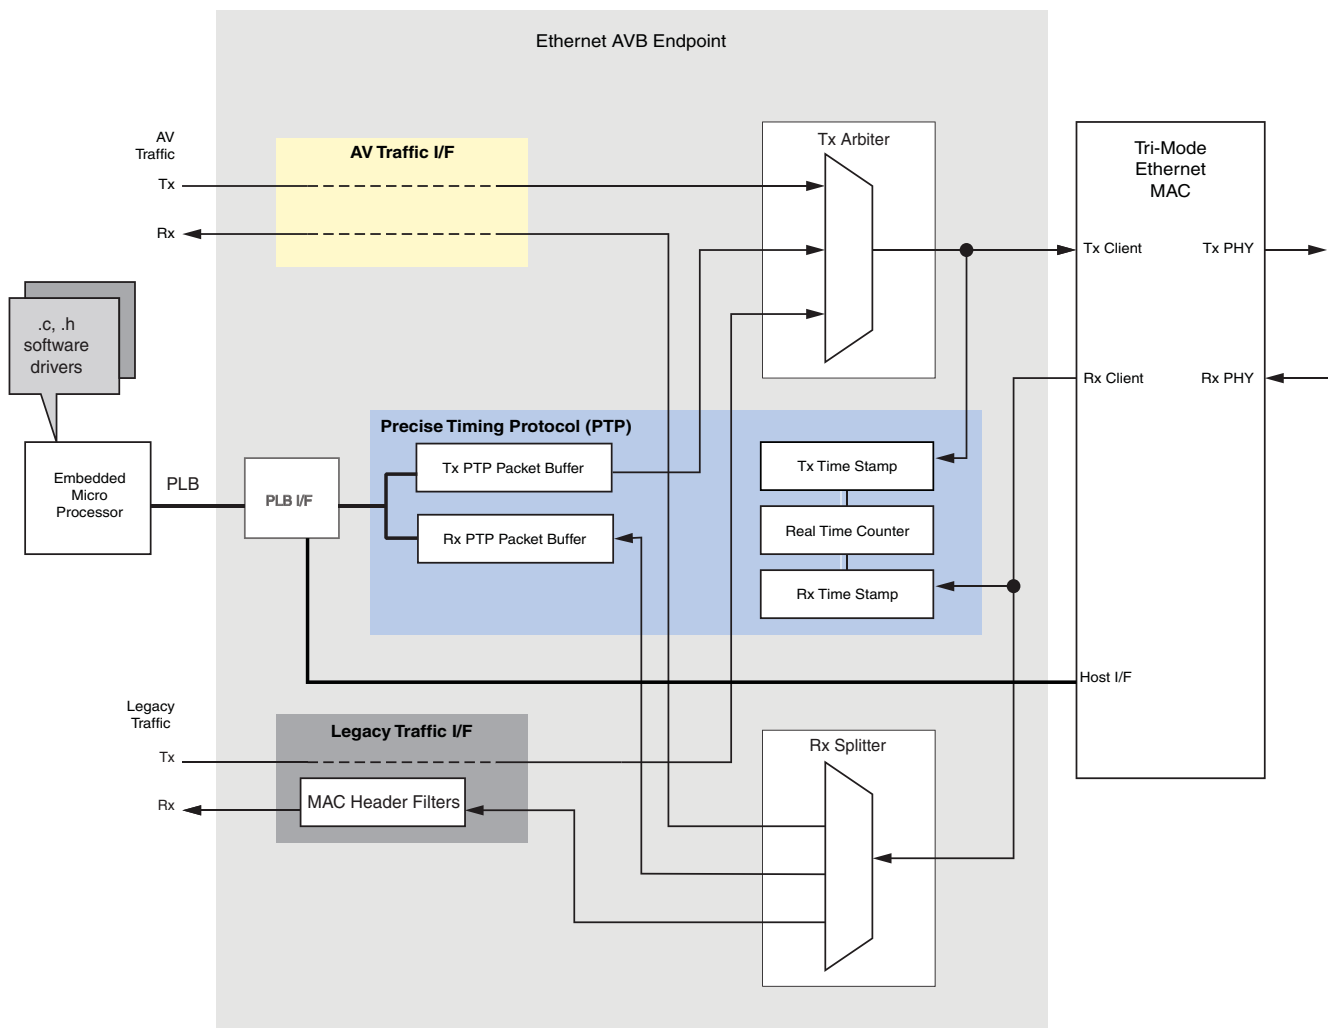 Ethernet AVB Endpoint
AV
Traffic
Tx
Rx
AV Traffic I/F
Tx Arbiter
Tri-Mode
Ethernet
MAC
Tx Client
Tx PHY
Rx Client
Rx PHY
Host I/F
.c, .h
software
drivers
Embedded
Micro
Processor
PLB
PLB I/F
Precise Timing Protocol (PTP)
Tx PTP Packet Buffer
Rx PTP Packet Buffer
Tx Time Stamp
Real Time Counter
Rx Time Stamp
Legacy
Traffic
Tx
Rx
Legacy Traffic I/F
MAC Header Filters
Rx Splitter